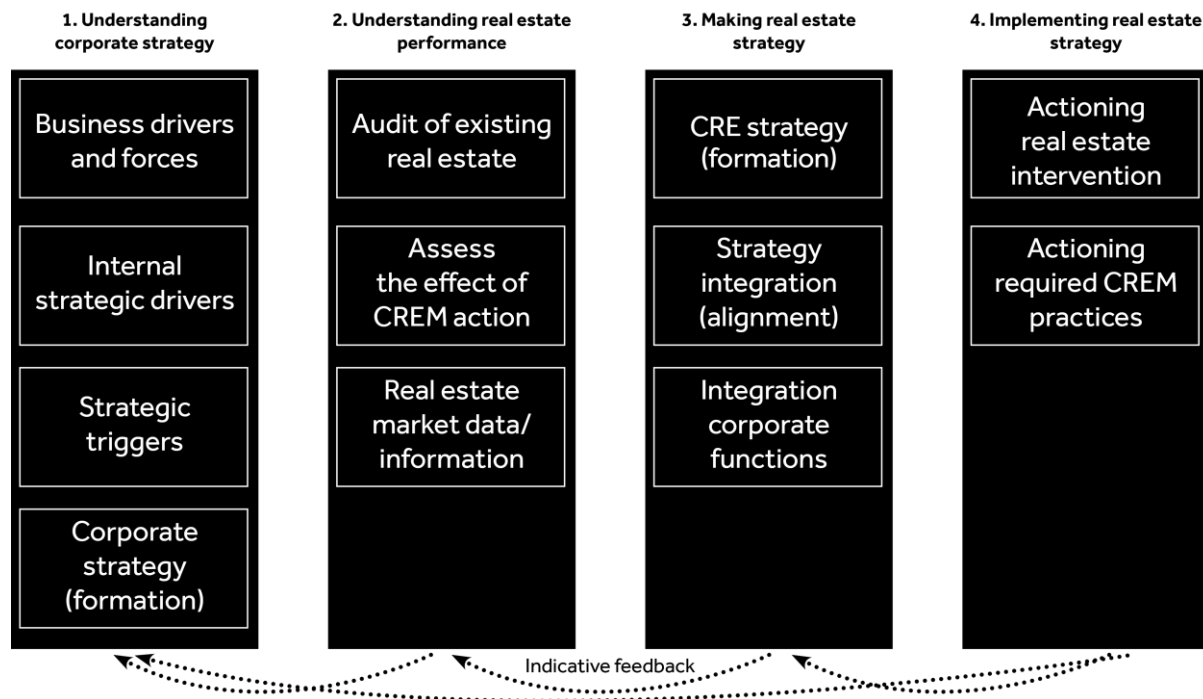 1. Understanding
corporate strategy
Business drivers
and forces
Internal
strategic drivers
Strategic
triggers
Corporate
strategy
(formation)
2. Understanding real estate
performance
Audit of existing
real estate
Assess
the effect of
CREM action
Real estate
market data/
information
3. Making real estate
strategy
CRE strategy
(formation)
Strategy
integration
(alignment)
Integration
corporate
functions
4. Implementing real estate
strategy
Actioning
real estate
intervention
Actioning
required CREM
practices
Indicative feedback